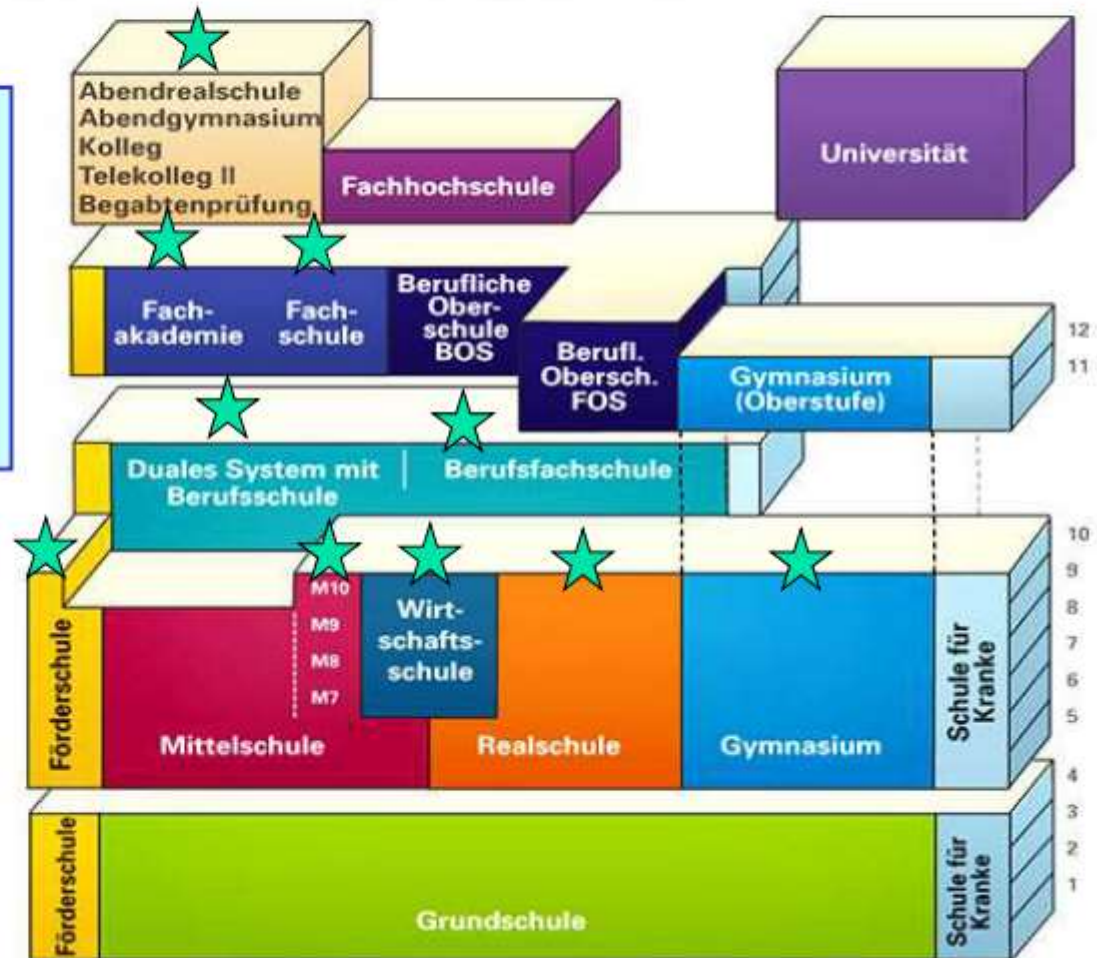 Abendrealschule
Abendgymnasium
Kolleg
Telekolleg II
Begabtenprüfung
Fachhochschule
Universität
Fach-
akademie
Fach-
schule
Berufliche
Ober-
schule
BOS
Berufl.
Obersch.
FOS
Gymnasium
(Oberstufe)
12
11
Duales System mit
Berufsschule
Berufsfachschule
10
9
8
7
6
5
4
3
2
1
Förderschule
Mittelschule
M10
M9
M8
M7
Wirt-
schafts-
schule
Realschule
Gymnasium
Schule für
Kranke
Förderschule
Grundschule
Schule für
Kranke